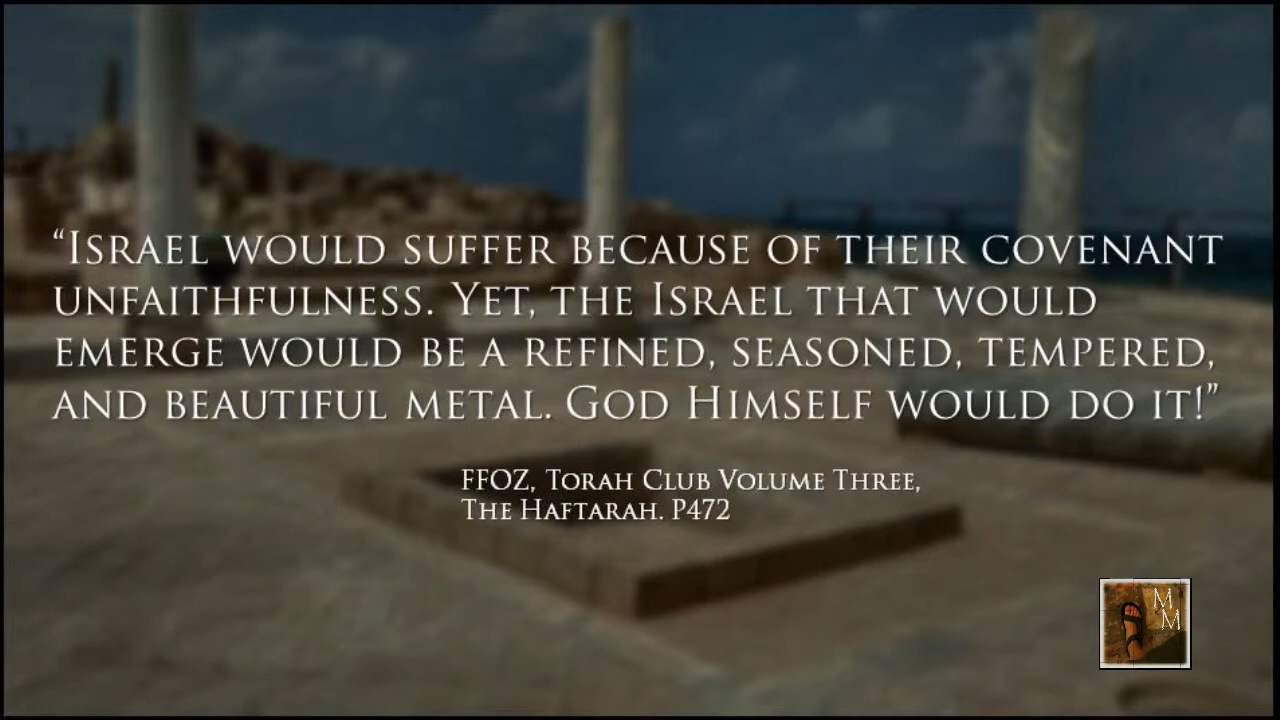 “Israel would suffer because of their covenant
unfaithfulness. Yet, the Israel that would
emerge would be a refined, seasoned, tempered,
and beautiful metal. God Himself would do it!”
FFOZ, Torah Club Volume Three,
The Haftarah. P472
M
M